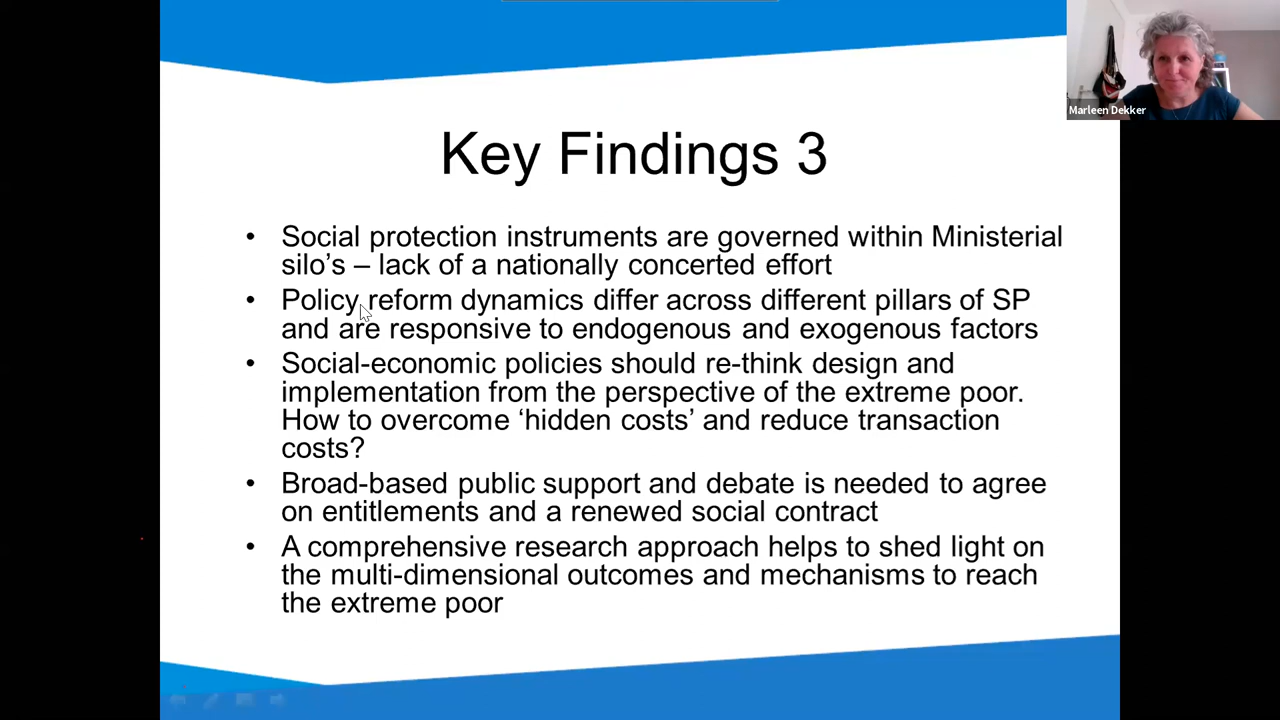 Marleen Dekker
Key Findings 3
• Social protection instruments are governed within Ministerial
silo's – lack of a nationally concerted effort
• Policy reform dynamics differ across different pillars of SP
and are responsive to endogenous and exogenous factors
• Social-economic policies should re-think design and
implementation from the perspective of the extreme poor.
How to overcome ‘hidden costs’ and reduce transaction
costs?
• Broad-based public support and debate is needed to agree
on entitlements and a renewed social contract
• A comprehensive research approach helps to shed light on
the multi-dimensional outcomes and mechanisms to reach
the extreme poor